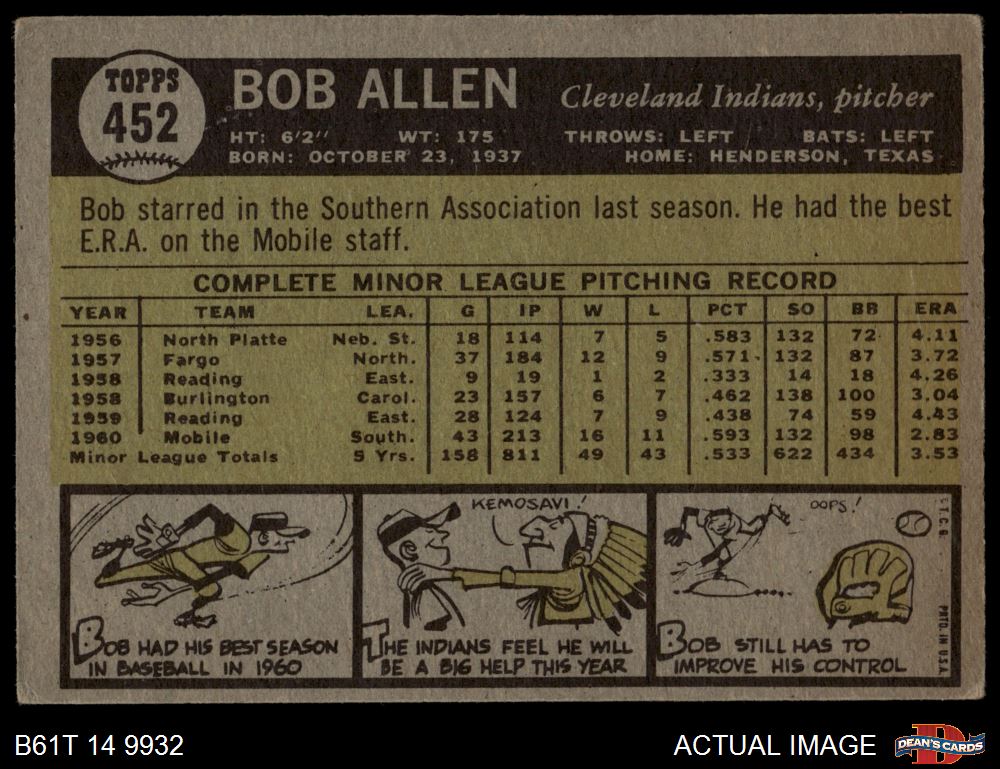 TOPPS
452
BOB ALLEN
Cleveland Indians, pitcher
HT: 6'2" WT: 175 THROWS: LEFT BATS: LEFT
BORN: OCTOBER 23, 1937 HOME: HENDERSON, TEXAS
Bob starred in the Southern Association last season. He had the best
E.R.A. on the Mobile staff.
COMPLETE MINOR LEAGUE PITCHING RECORD
YEAR TEAM LEA. G IP W L PCT SO BB ERA
1956 North Platte Neb. St. 18 114 7 5 .583 132 72 4.11
1957 Fargo North. 37 184 12 9 .571 132 87 3.72
1958 Reading East. 9 19 1 2 .333 14 18 4.26
1958 Burlington Carol. 23 157 6 7 .462 138 100 3.04
1959 Reading East. 28 124 7 9 .438 74 59 4.43
1960 Mobile South. 43 213 16 11 .593 132 98 2.83
Minor League Totals 5 Yrs. 158 811 49 43 .533 622 434 3.53
BOB HAD HIS BEST SEASON
IN BASEBALL IN 1960
KEMOSAVI!
THE INDIANS FEEL HE WILL
BE A BIG HELP THIS YEAR
OOPS!
BOB STILL HAS TO
IMPROVE HIS CONTROL
T.C.G.
PRTD. IN U.S.A.
B61T 14 9932
ACTUAL IMAGE
DEAN'S CARDS